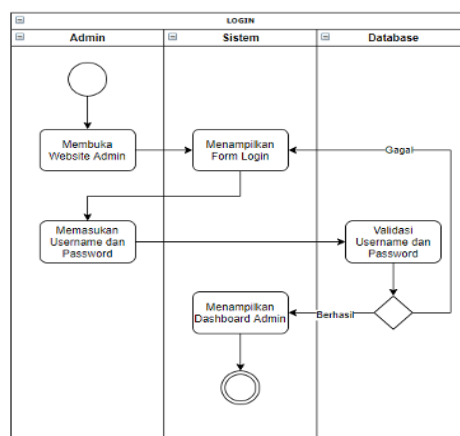 LOGIN
Admin
Sistem
Database
Membuka
Website Admin
Menampilkan
Form Login
Gagal
Memasukan
Username dan
Password
Validasi
Username dan
Password
Menampilkan
Dashboard Admin
Berhasil